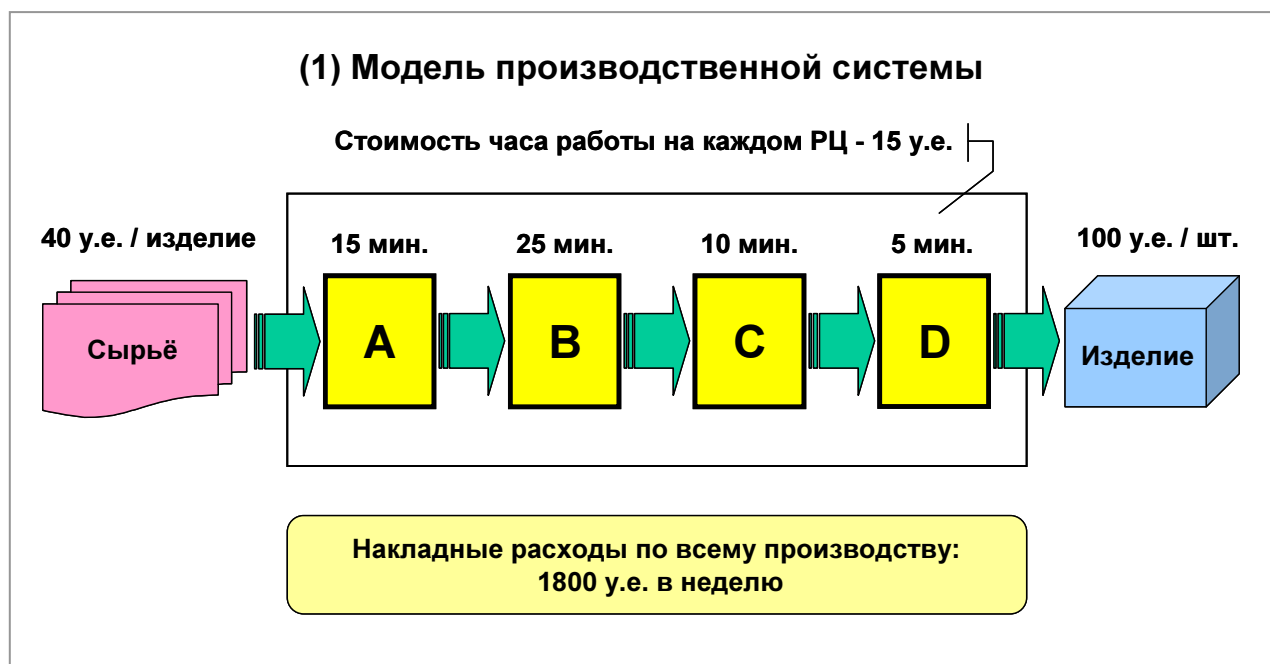 (1) Модель производственной системы
Стоимость часа работы на каждом РЦ - 15 у.е.
40 у.е. / изделие
15 мин.
25 мин.
10 мин.
5 мин.
100 у.е. / шт.
Сырьё
A
B
C
D
Изделие
Накладные расходы по всему производству:
1800 у.е. в неделю